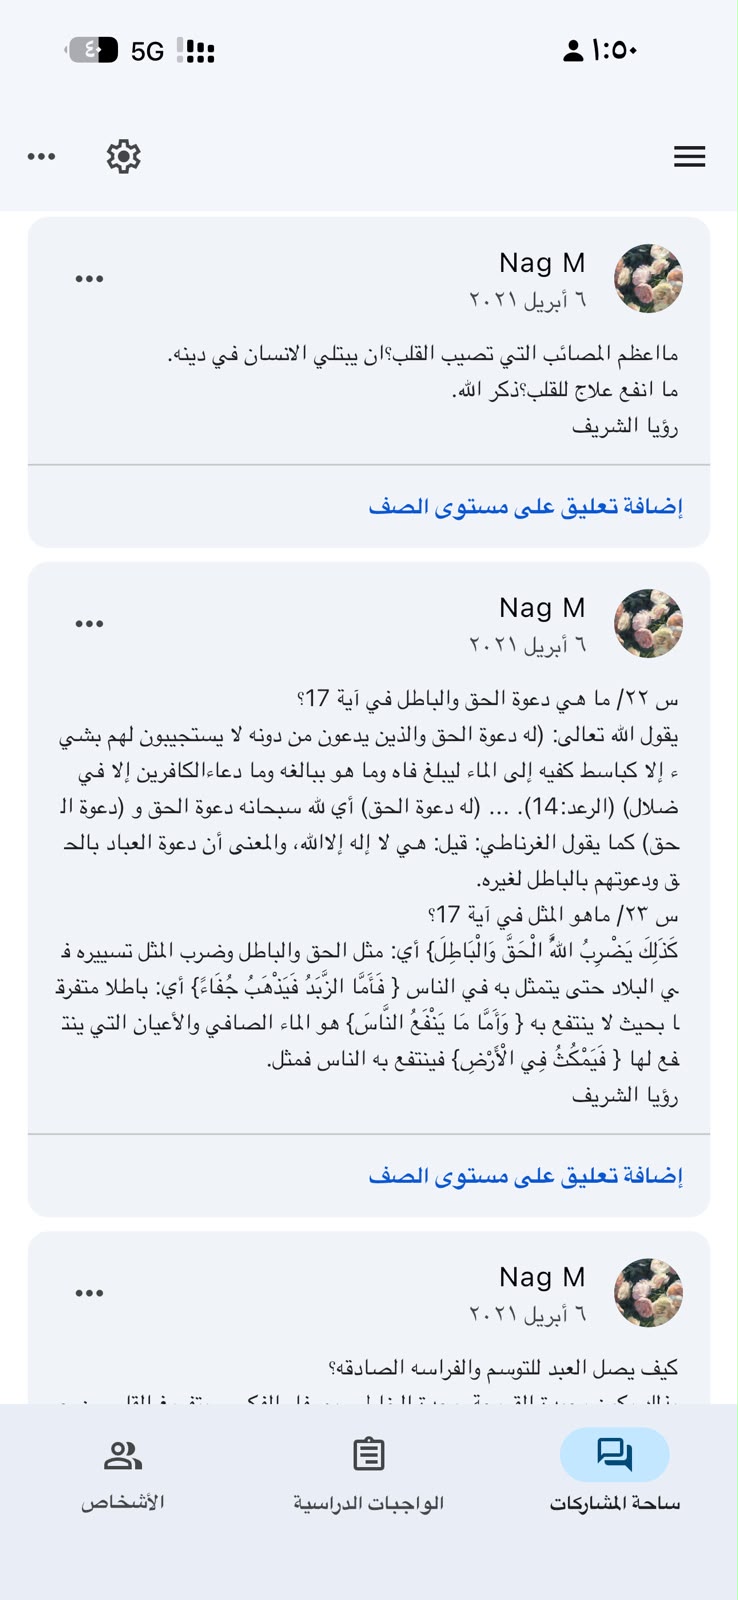 ١:٥٠
5G
٤٠
Nag M
٦ أبريل ٢٠٢١
مااعظم المصائب التي تصيب القلب؟ان يبتلي الانسان في دينه.
ما انفع علاج للقلب؟ذكر الله.
رؤيا الشريف
إضافة تعليق على مستوى الصف
Nag M
٦ أبريل ٢٠٢١
س ٢٢/ ما هي دعوة الحق والباطل في آية 17؟
يقول الله تعالى: (له دعوة الحق والذين يدعون من دونه لا يستجيبون لهم بشي
ء إلا كباسط كفيه إلى الماء ليبلغ فاه وما هو ببالغه وما دعاءالكافرين إلا في
ضلال) (الرعد:14). ... (له دعوة الحق) أي لله سبحانه دعوة الحق و (دعوة ال
حق) كما يقول الغرناطي: قيل: هي لا إله إلاالله، والمعنى أن دعوة العباد بالح
ق ودعوتهم بالباطل لغيره.
س ٢٣/ ماهو المثل في آية 17؟
كَذَلِكَ يَضْرِبُ اللَّهُ الْحَقَّ وَالْبَاطِلَ} أي: مثل الحق والباطل وضرب المثل تسييره ف
ي البلاد حتى يتمثل به في الناس { فَأَمَّا الزَّبَدُ فَيَذْهَبُ جُفَاءً} أي: باطلا متفرق
ا بحيث لا ينتفع به { وَأَمَّا مَا يَنْفَعُ النَّاسَ} هو الماء الصافي والأعيان التي ينت
فع لها { فَيَمْكُثُ فِي الْأَرْضِ} فينتفع به الناس فمثل.
رؤيا الشريف
إضافة تعليق على مستوى الصف
Nag M
٦ أبريل ٢٠٢١
كيف يصل العبد للتوسم والفراسه الصادقه؟
ساحة المشاركات
الواجبات الدراسية
الأشخاص